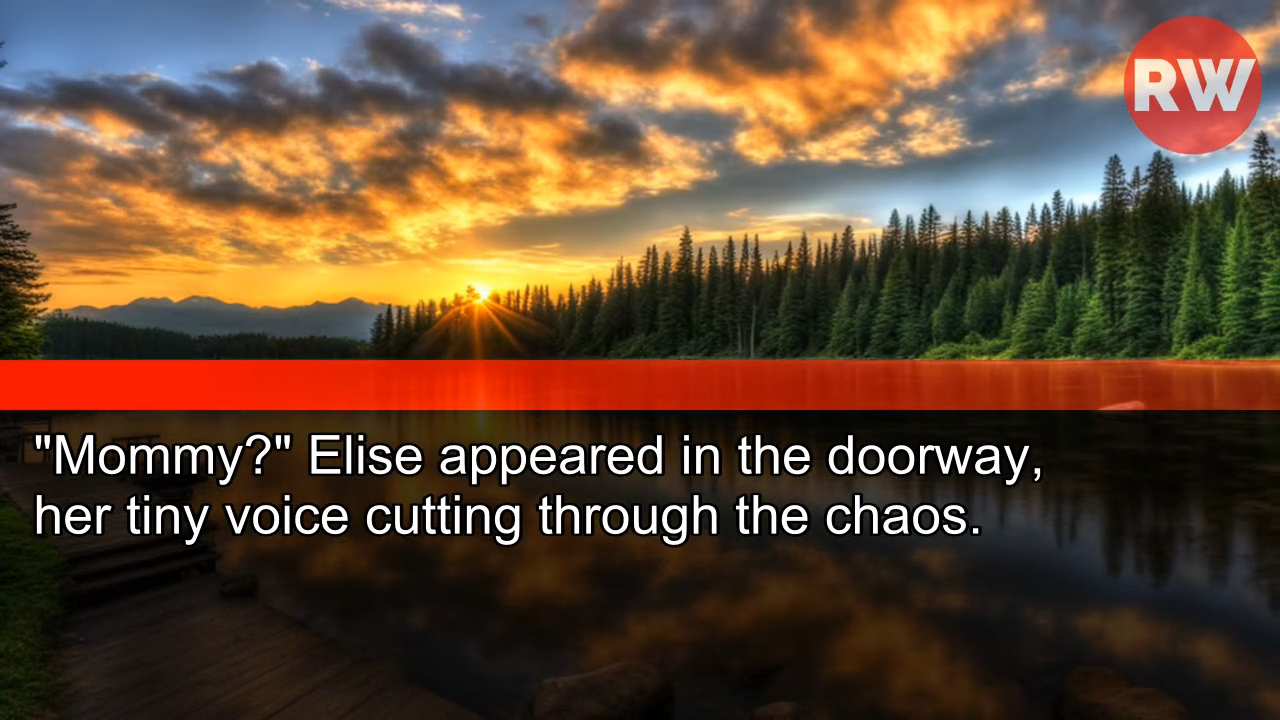 RW
"Mommy?" Elise appeared in the doorway,
her tiny voice cutting through the chaos.